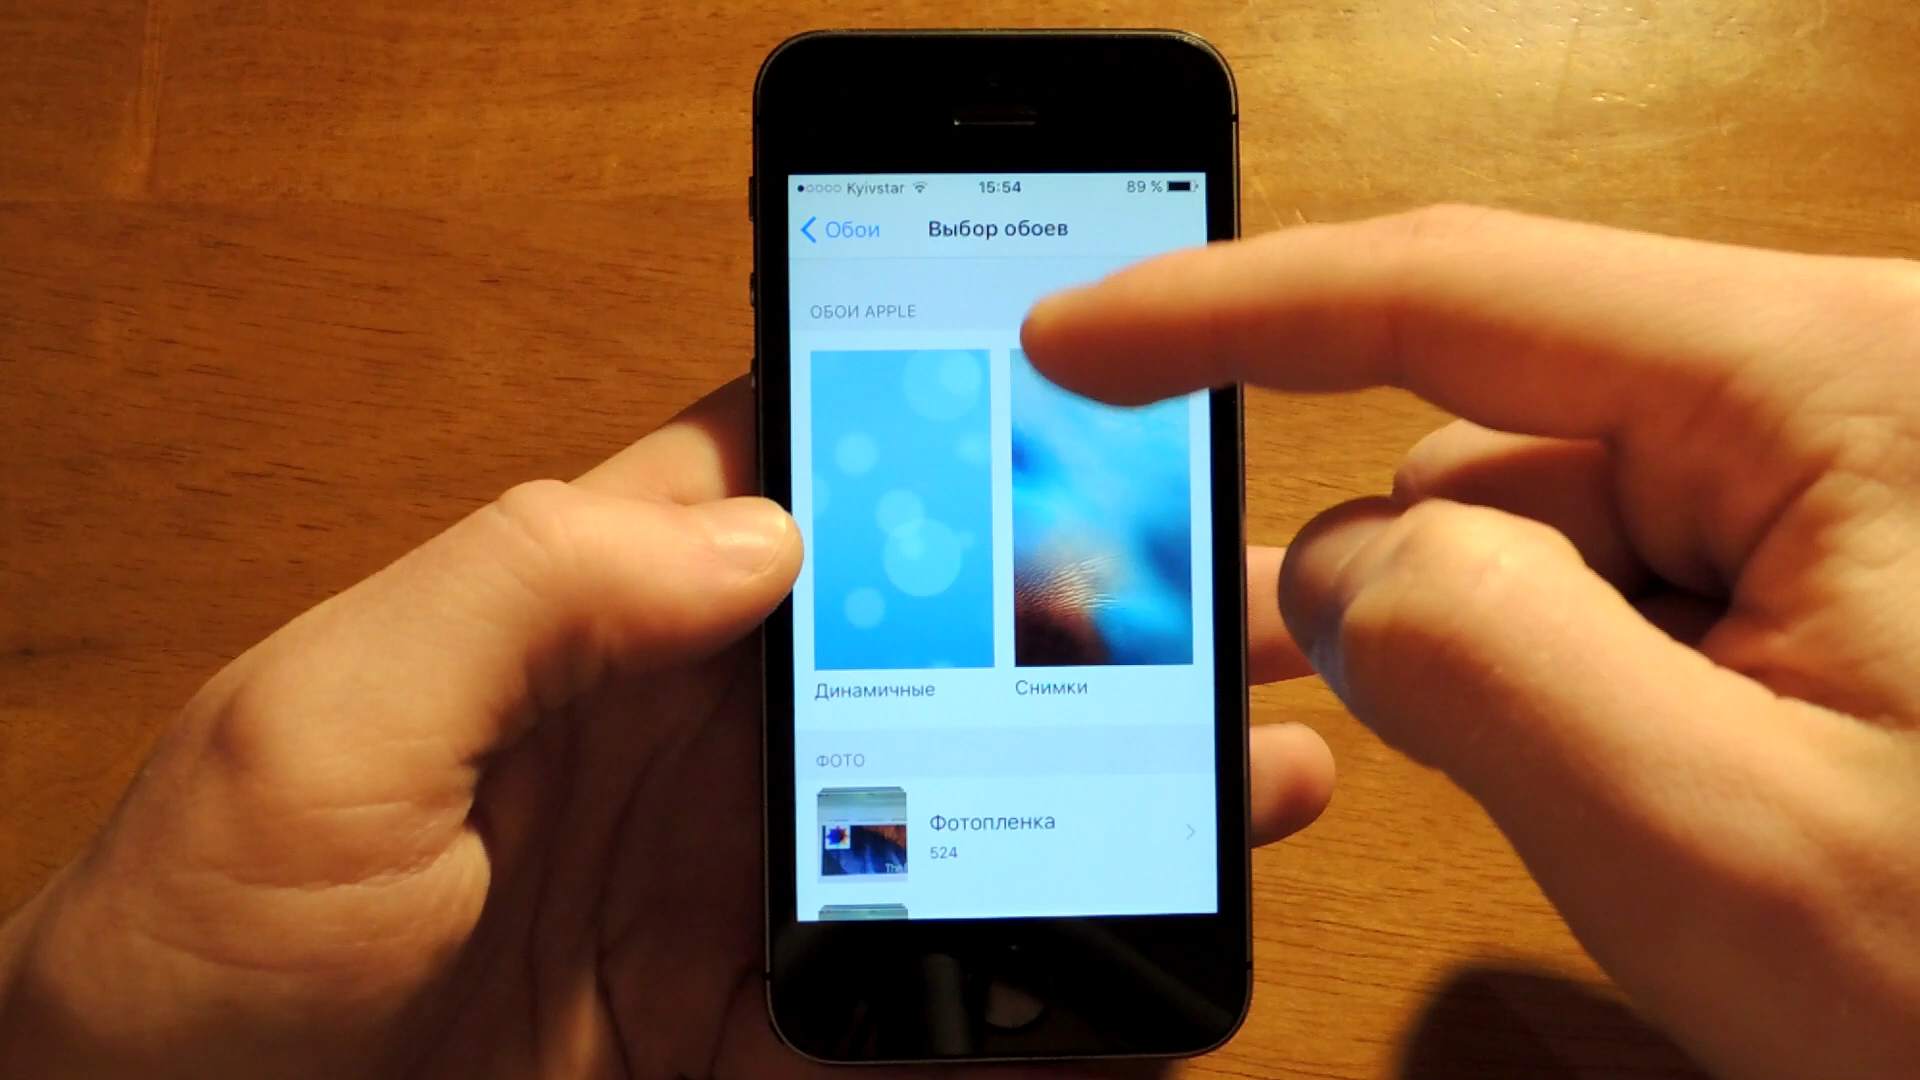 Kyivstar 15:54 89 %
Обои Выбор обоев
ОБОИ APPLE
Динамичные Снимки
ФОТО
Фотопленка
524